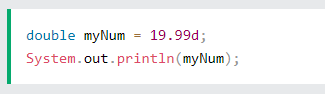 double myNum = 19.99d;
System.out.println(myNum);